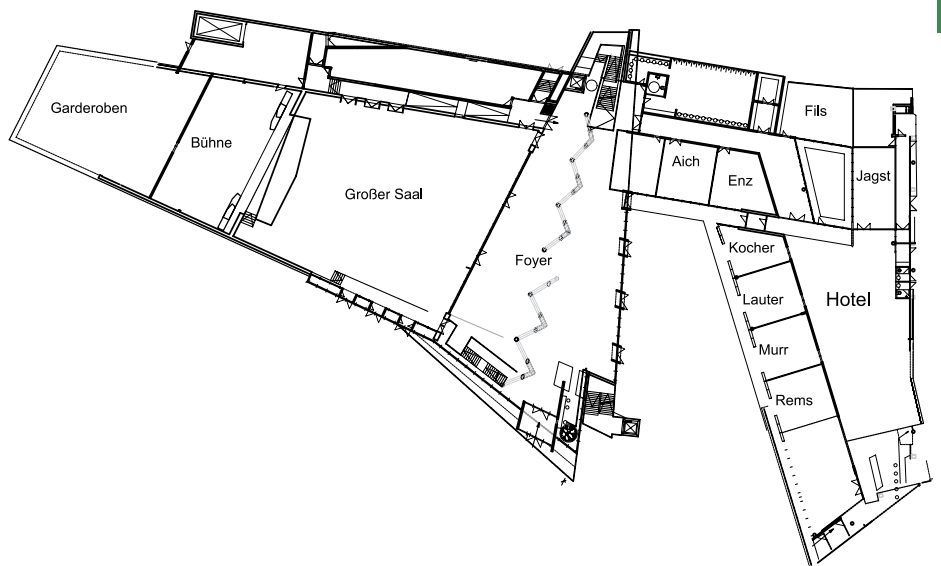 Garderoben
Bühne
Großer Saal
Foyer
Aich
Enz
Fils
Jagst
Kocher
Lauter
Murr
Rems
Hotel